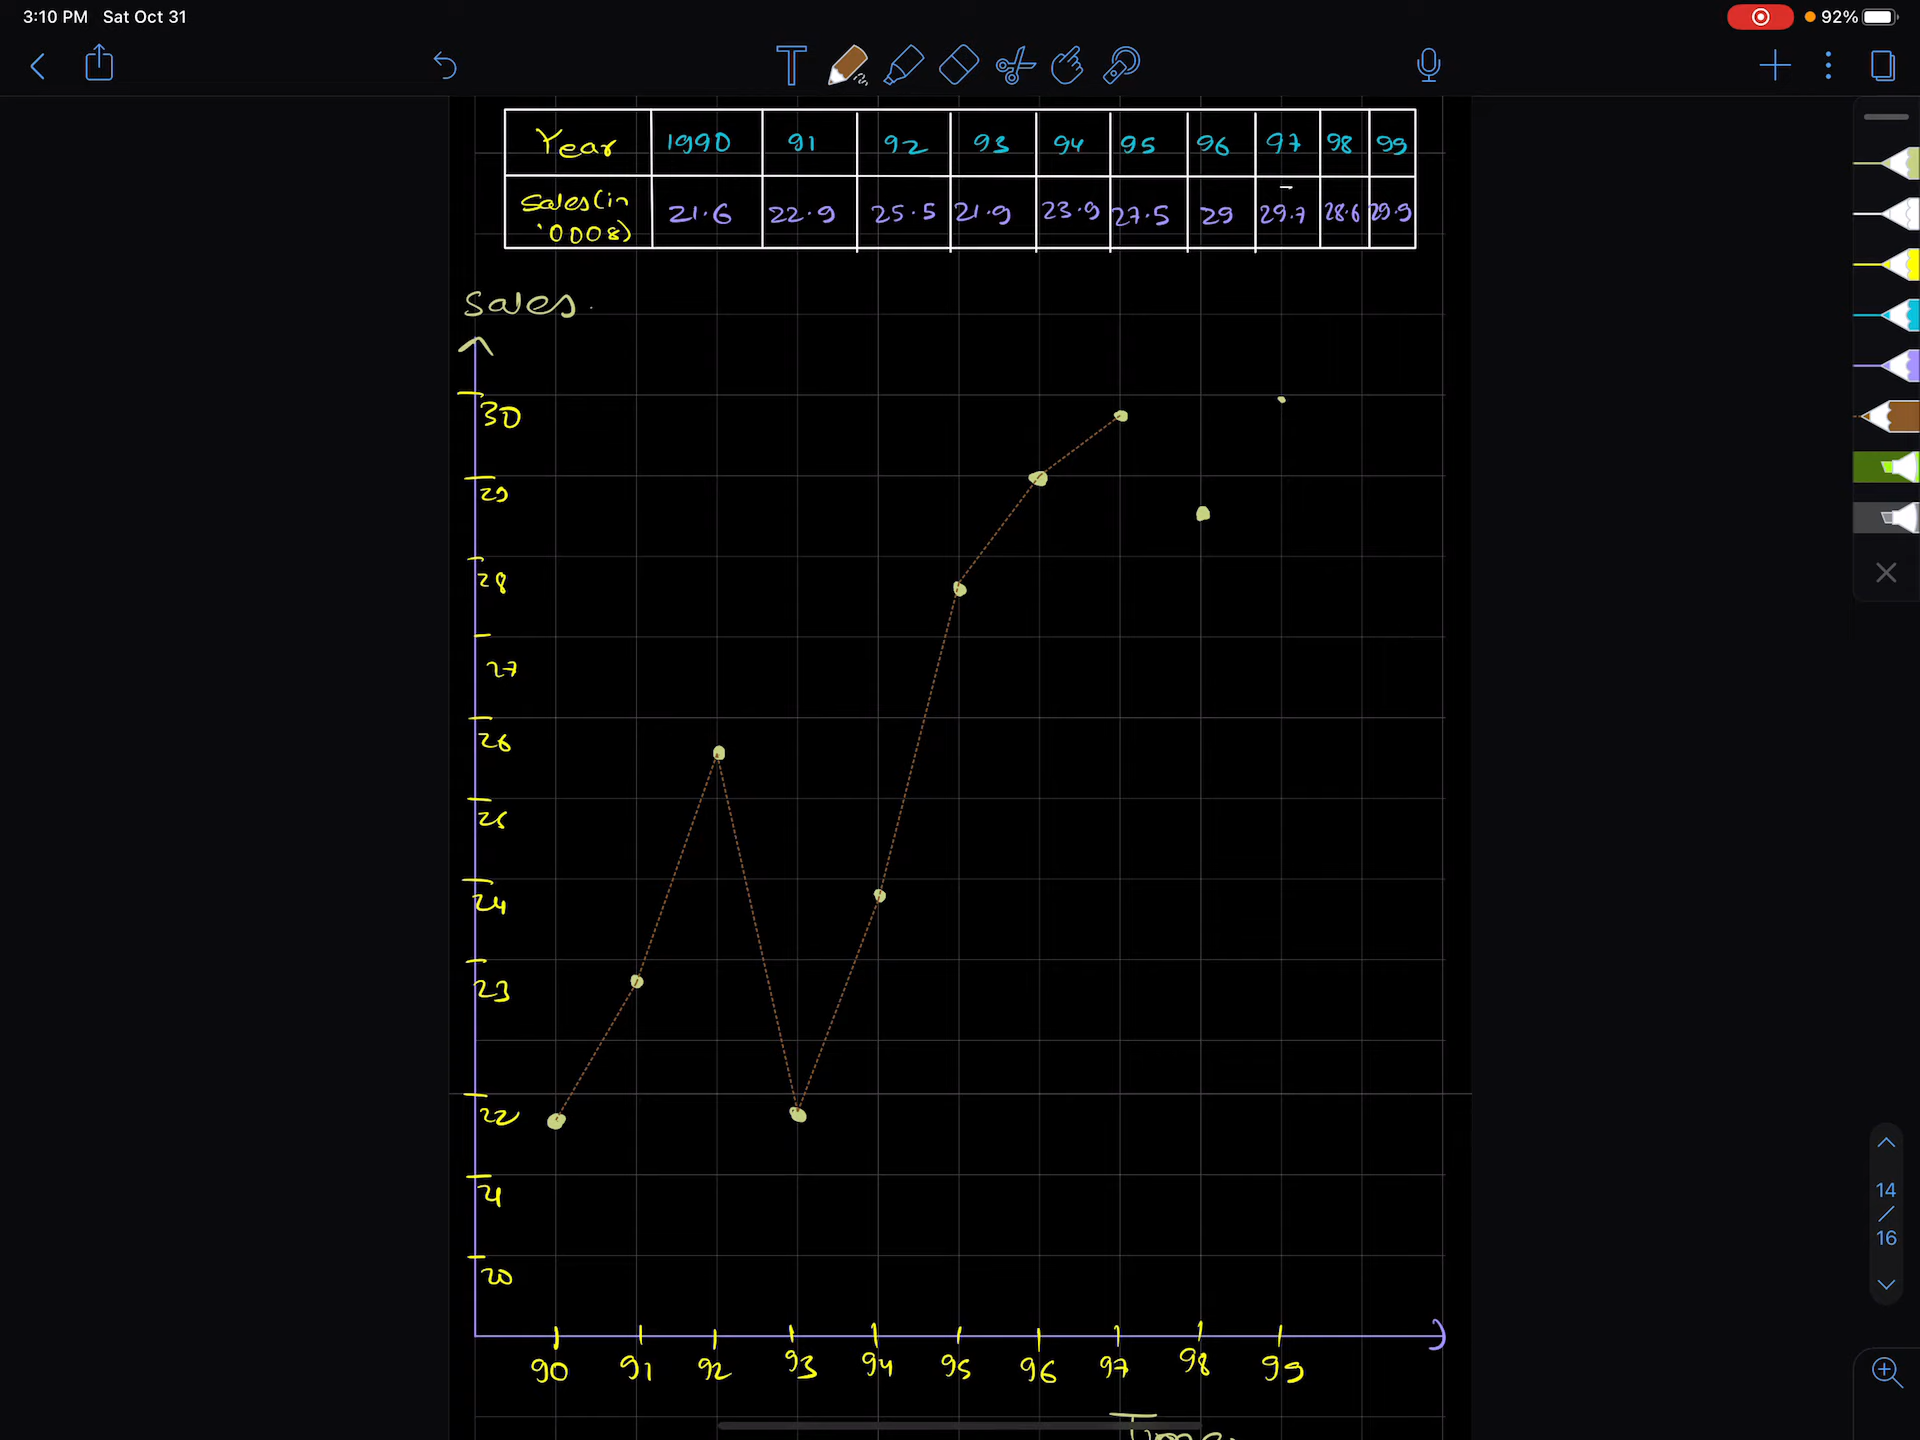 3:10 PM Sat Oct 31
92%
T
Year 1990 91 92 93 94 95 96 97 98 99
Sales (in '000s) 21.6 22.9 25.5 21.9 23.9 27.5 29 29.7 28.6 29.9
Sales.
30
29
28
27
26
25
24
23
22
21
20
90 91 92 93 94 95 96 97 98 99
Time
14
/
16